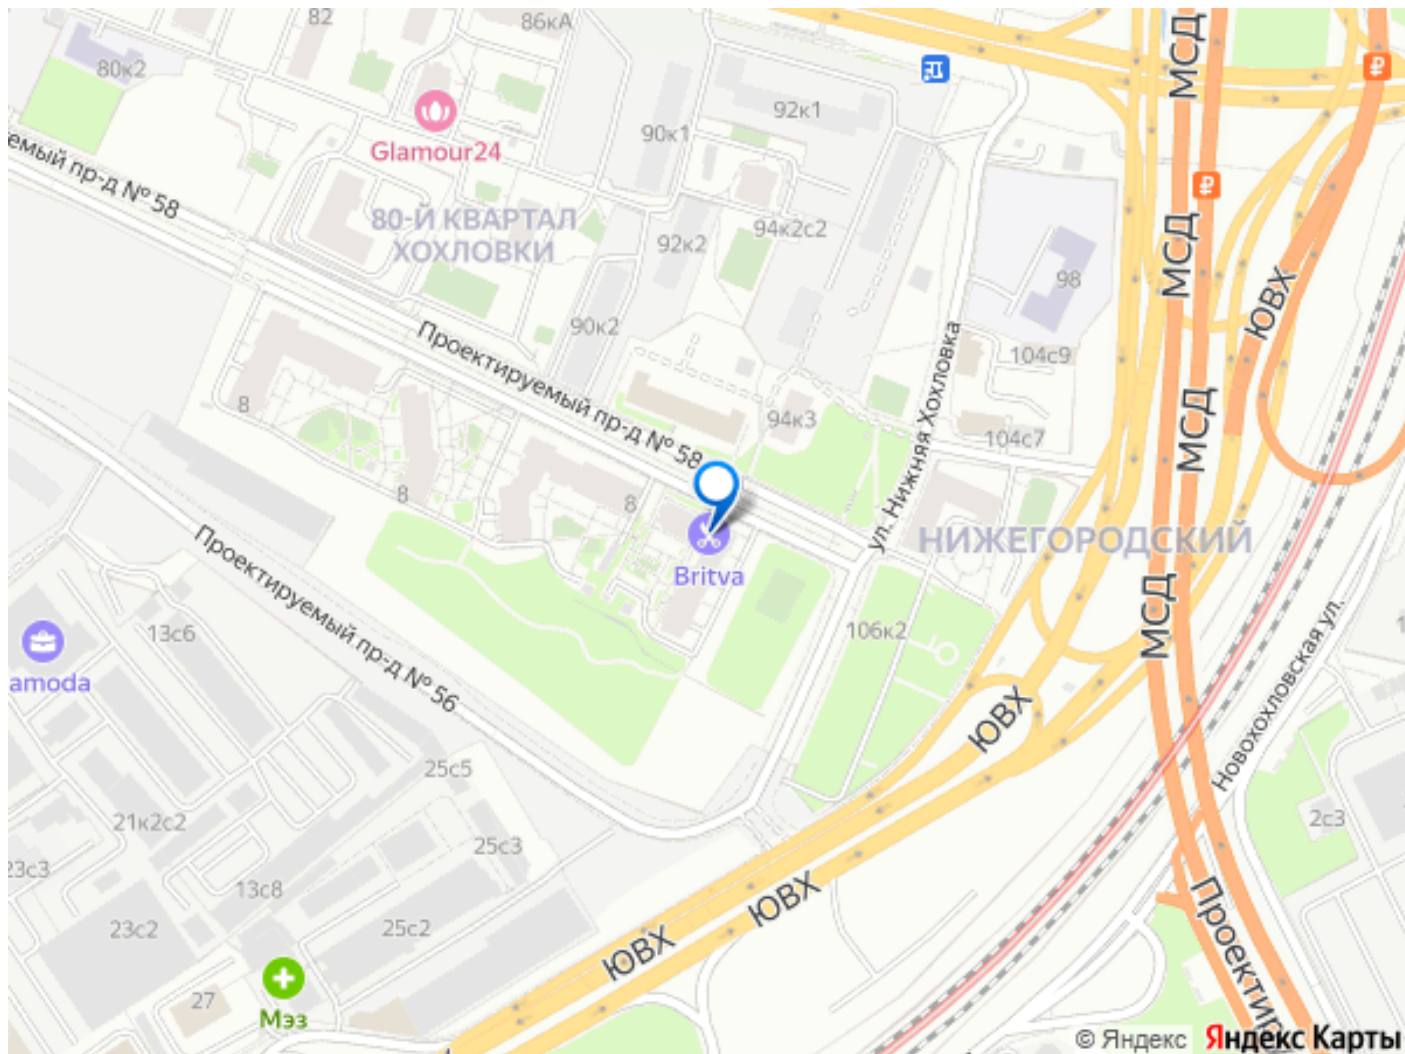 82
86кА
МСД
80к2
92к1
Glamour24
90к1
пр-д № 58
80-Й КВАРТАЛ
ХОХЛОВКИ
92к2
94к2с2
МСД
98
ЮВХ
90к2
Проектируемый пр-д № 58
ул. Нижняя Хохловка
104с9
8
94к3
МСД
104с7
8
8
НИЖЕГОРОДСКИЙ
Britva
Проектируемый пр-д № 56
МСД
13с6
106к2
amoda
ЮВХ
Новохохловская ул.
25с5
21к2с2
2с3
25с3
23с3
13с8
ЮВХ
23с2
25с2
ЮВХ
27
Мэз
Проектир
© Яндекс Яндекс Карты